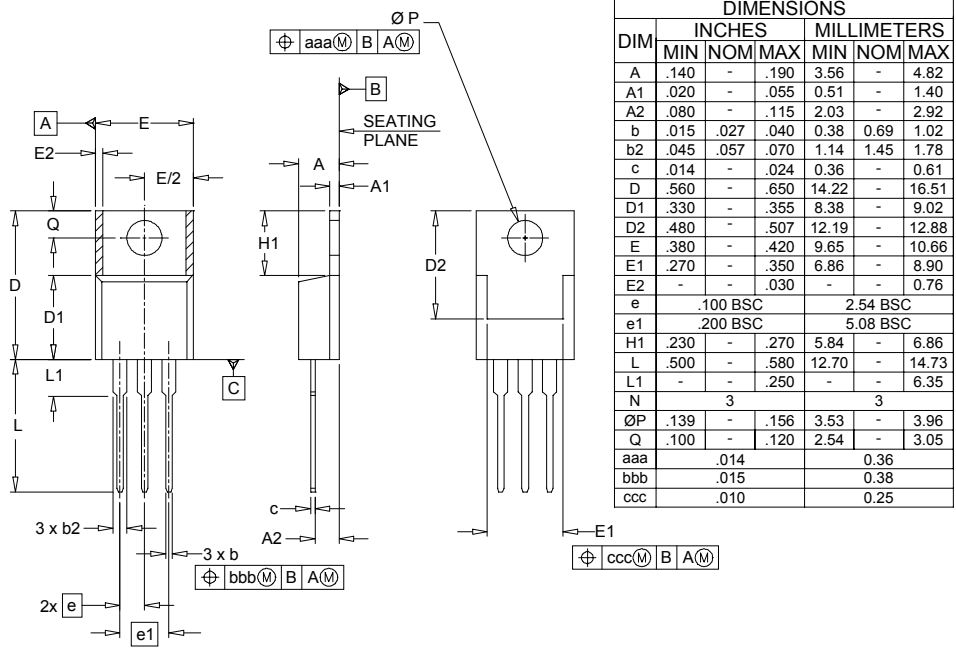 Ø P
⌖ aaaⓂ B AⓂ
B
SEATING
PLANE
A
E
E2
E/2
A
A1
Q
H1
D2
D
D1
L1
C
L
c
A2
E1
3 x b2
3 x b
⌖ bbbⓂ B AⓂ
⌖ cccⓂ B AⓂ
2x e
e1
DIMENSIONS
DIM INCHES MILLIMETERS
MIN NOM MAX MIN NOM MAX
A .140 - .190 3.56 - 4.82
A1 .020 - .055 0.51 - 1.40
A2 .080 - .115 2.03 - 2.92
b .015 .027 .040 0.38 0.69 1.02
b2 .045 .057 .070 1.14 1.45 1.78
c .014 - .024 0.36 - 0.61
D .560 - .650 14.22 - 16.51
D1 .330 - .355 8.38 - 9.02
D2 .480 - .507 12.19 - 12.88
E .380 - .420 9.65 - 10.66
E1 .270 - .350 6.86 - 8.90
E2 - - .030 - - 0.76
e .100 BSC 2.54 BSC
e1 .200 BSC 5.08 BSC
H1 .230 - .270 5.84 - 6.86
L .500 - .580 12.70 - 14.73
L1 - - .250 - - 6.35
N 3 3
ØP .139 - .156 3.53 - 3.96
Q .100 - .120 2.54 - 3.05
aaa .014 0.36
bbb .015 0.38
ccc .010 0.25